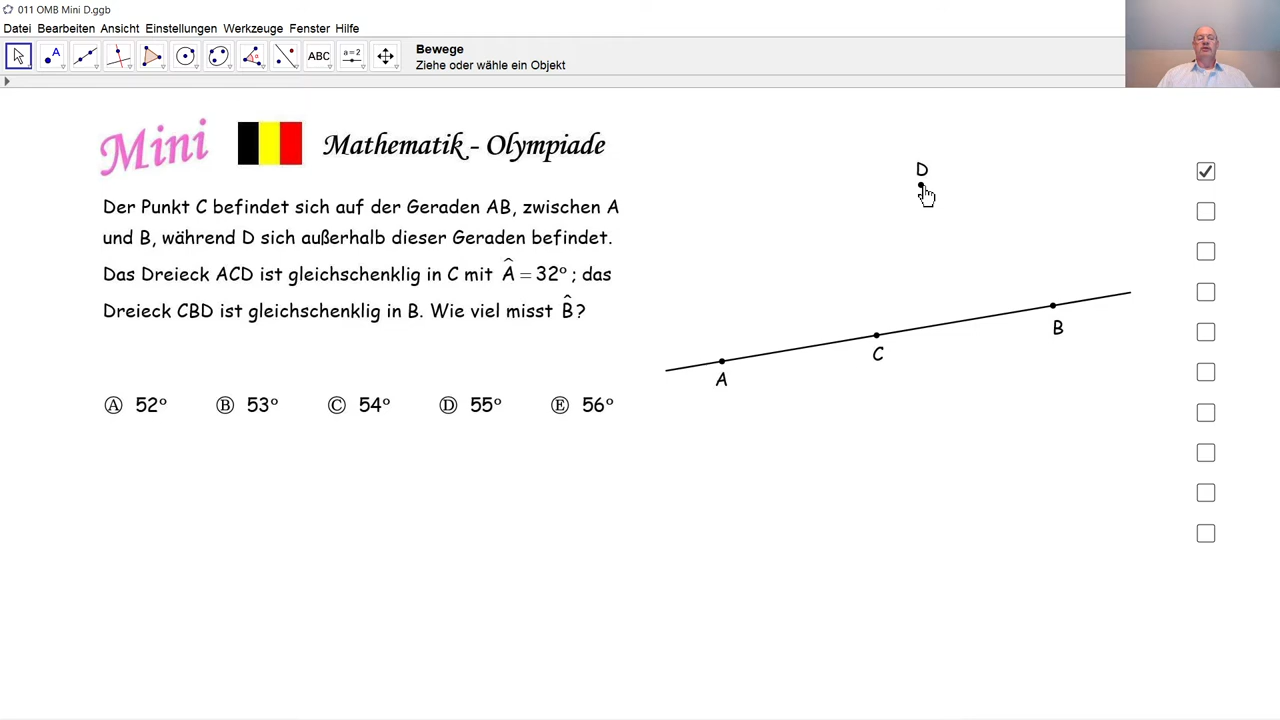 011 OMB Mini D.ggb
Datei Bearbeiten Ansicht Einstellungen Werkzeuge Fenster Hilfe
A
ABC
a=2
Bewege
Ziehe oder wähle ein Objekt
Mini
Mathematik - Olympiade
Der Punkt C befindet sich auf der Geraden AB, zwischen A
und B, während D sich außerhalb dieser Geraden befindet.
Das Dreieck ACD ist gleichschenklig in C mit Â = 32° ; das
Dreieck CBD ist gleichschenklig in B. Wie viel misst B̂?
Ⓐ 52° Ⓑ 53° Ⓒ 54° Ⓓ 55° Ⓔ 56°
D
B
C
A